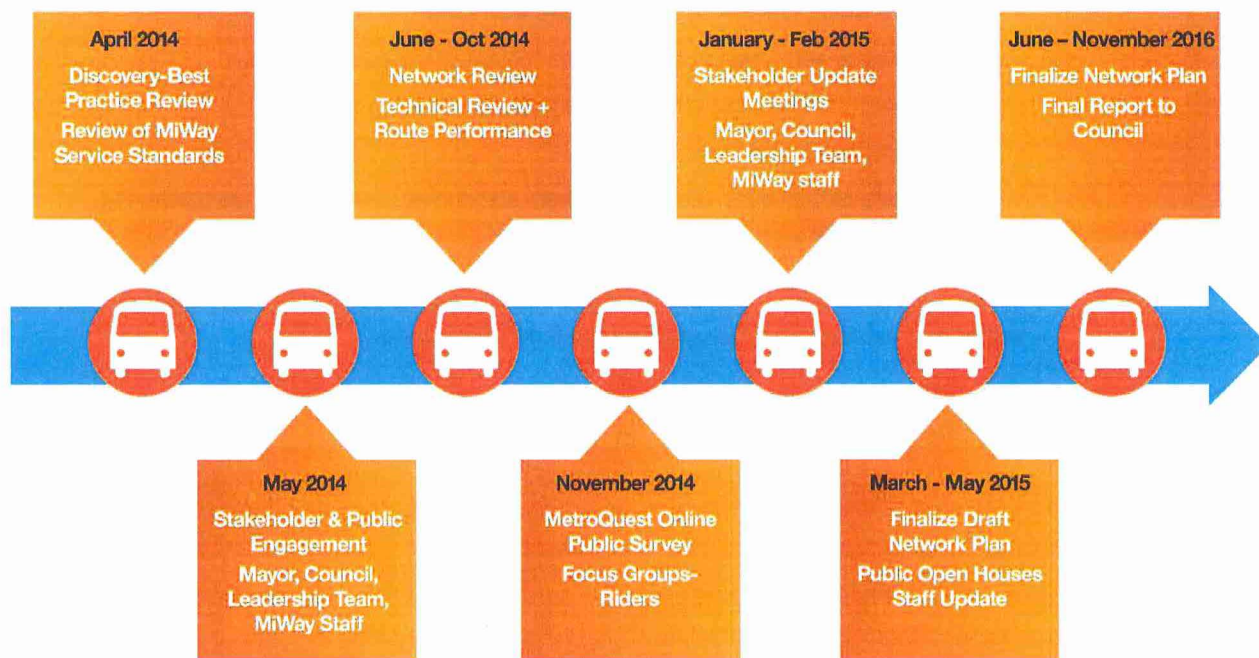 April 2014
Discovery-Best
Practice Review
Review of MiWay
Service Standards
June - Oct 2014
Network Review
Technical Review +
Route Performance
January - Feb 2015
Stakeholder Update
Meetings
Mayor, Council,
Leadership Team,
MiWay staff
June – November 2016
Finalize Network Plan
Final Report to
Council
May 2014
Stakeholder & Public
Engagement
Mayor, Council,
Leadership Team,
MiWay Staff
November 2014
MetroQuest Online
Public Survey
Focus Groups-
Riders
March - May 2015
Finalize Draft
Network Plan
Public Open Houses
Staff Update